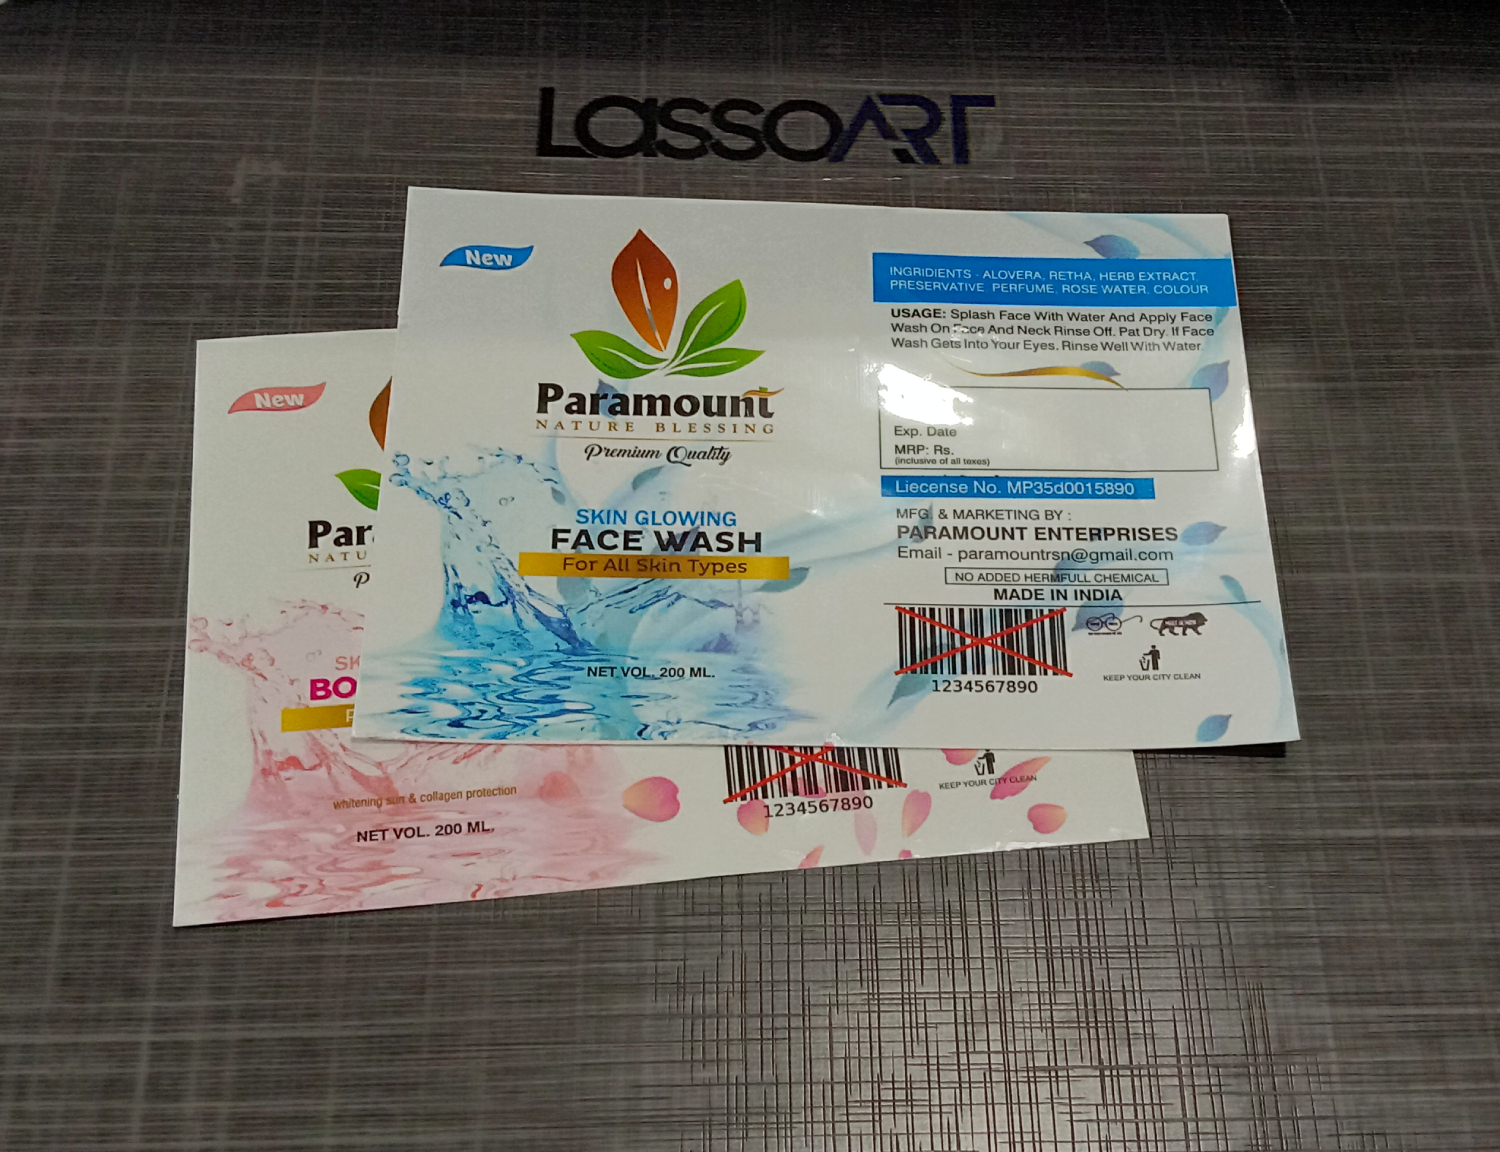 LassoART
New
Paramount
NATURE BLESSING
Premium Quality
SKIN GLOWING
FACE WASH
For All Skin Types
NET VOL. 200 ML.
INGRIDIENTS - ALOVERA, RETHA, HERB EXTRACT,
PRESERVATIVE, PERFUME, ROSE WATER, COLOUR
USAGE: Splash Face With Water And Apply Face
Wash On Face And Neck Rinse Off. Pat Dry. If Face
Wash Gets Into Your Eyes. Rinse Well With Water.
Exp. Date
MRP: Rs.
(inclusive of all texes)
Liecense No. MP35d0015890
MFG. & MARKETING BY :
PARAMOUNT ENTERPRISES
Email - paramountrsn@gmail.com
NO ADDED HERMFULL CHEMICAL
MADE IN INDIA
1234567890
KEEP YOUR CITY CLEAN
New
Par
NATU
P
SK
BO
whitening sun & collagen protection
NET VOL. 200 ML.
1234567890
KEEP YOUR CITY CLEAN